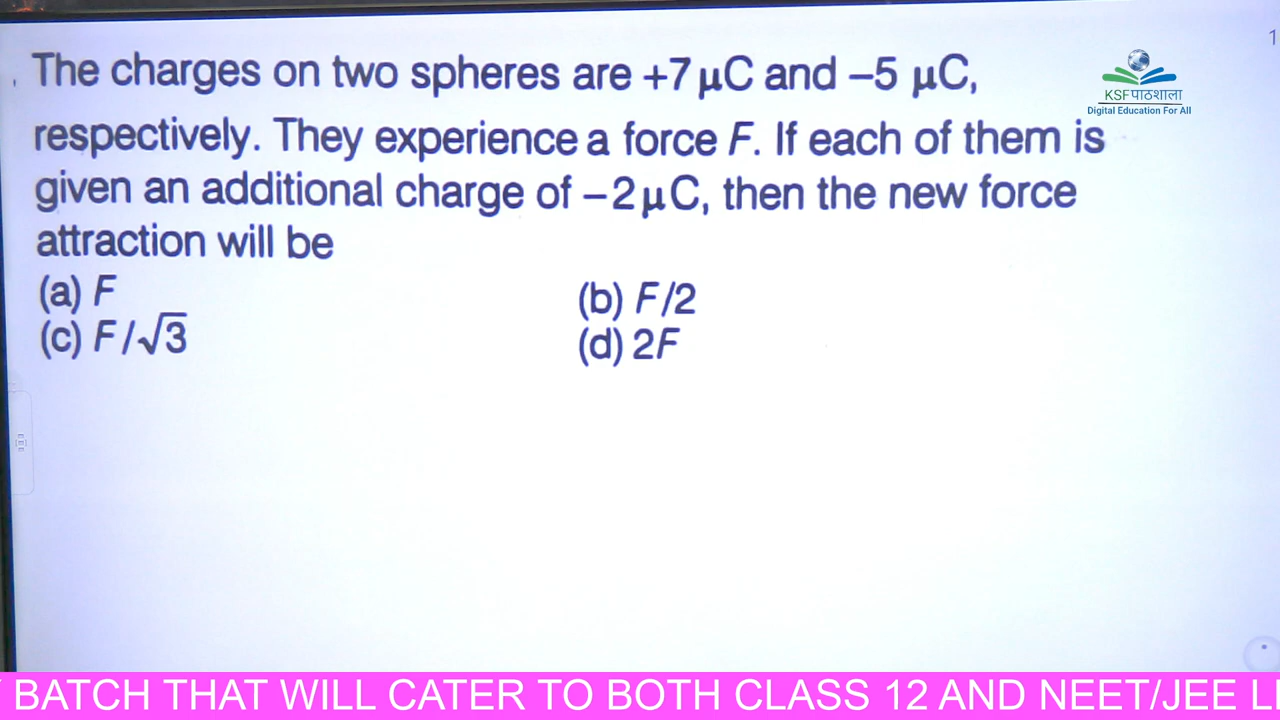 1
The charges on two spheres are +7 μC and –5 μC,
KSFपाठशाला
Digital Education For All
respectively. They experience a force F. If each of them is
given an additional charge of –2 μC, then the new force
attraction will be
(a) F
(b) F/2
(c) F/√3
(d) 2F
BATCH THAT WILL CATER TO BOTH CLASS 12 AND NEET/JEE